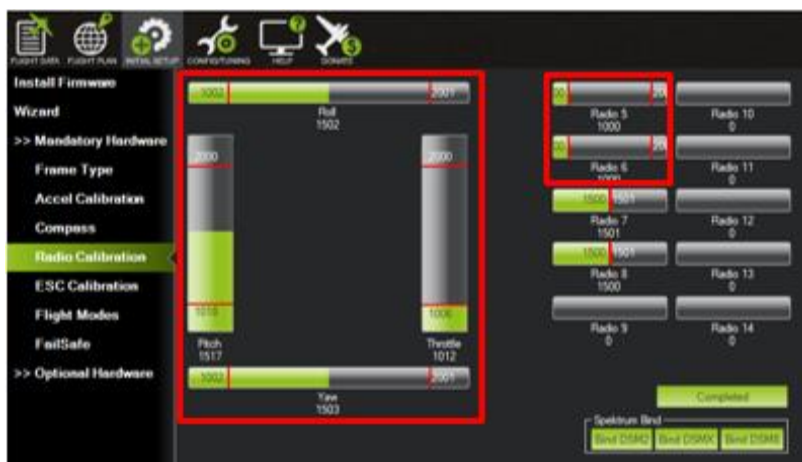 FLIGHT DATA FLIGHT PLAN INITIAL SETUP CONFIG/TUNING HELP DONATE
Install Firmware
Wizard
>> Mandatory Hardware
Frame Type
Accel Calibration
Compass
Radio Calibration
ESC Calibration
Flight Modes
FailSafe
>> Optional Hardware
1002 2001
Roll
1502
2000
1010
Pitch
1517
2000
1006
Throttle
1012
1002 2001
Yaw
1503
Radio 5
1000
Radio 6
1000
1500 1501
Radio 7
1501
1500 1501
Radio 8
1500
Radio 9
0
Radio 10
0
Radio 11
0
Radio 12
0
Radio 13
0
Radio 14
0
Completed
Spektrum Bind
Bind DSM2 Bind DSMX Bind DSM8